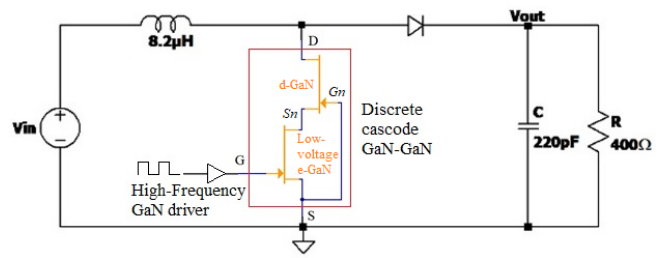 Vout
8.2µH
D
d-GaN
Gn
Sn
Discrete
cascode
GaN-GaN
C
R
Vin
+
−
Low-
voltage
e-GaN
220pF
400Ω
G
High-Frequency
GaN driver
S